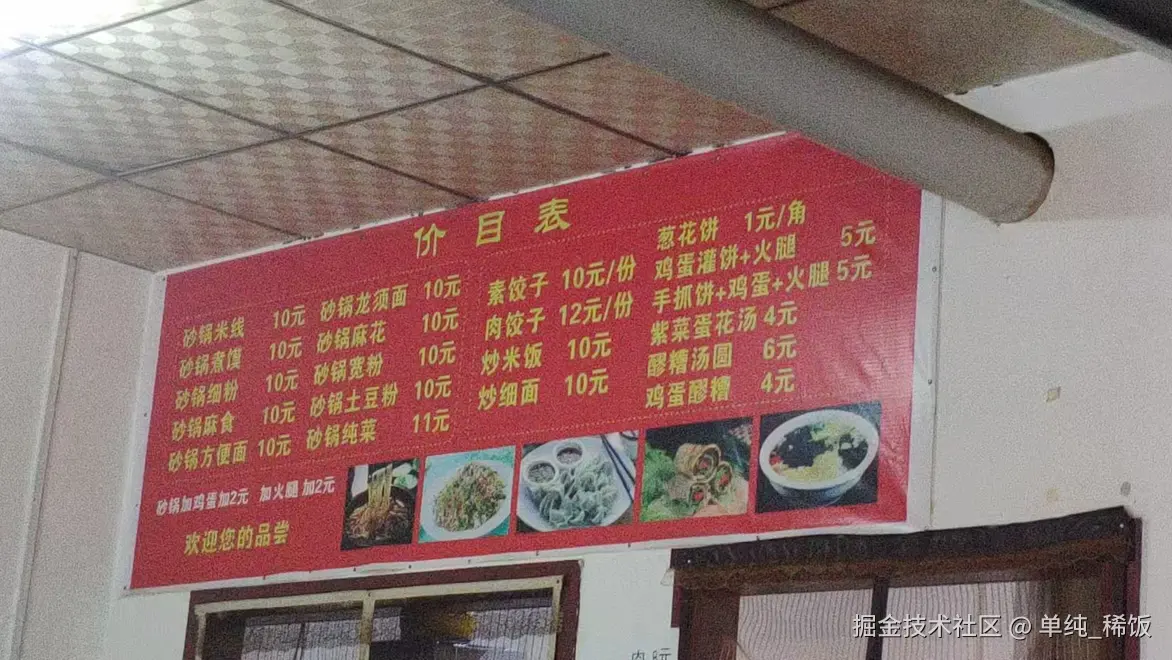 价目表
砂锅米线 10元
砂锅煮馍 10元
砂锅细粉 10元
砂锅麻食 10元
砂锅方便面 10元
砂锅龙须面 10元
砂锅麻花 10元
砂锅宽粉 10元
砂锅土豆粉 10元
砂锅纯菜 11元
素饺子 10元/份
肉饺子 12元/份
炒米饭 10元
炒细面 10元
葱花饼 1元/角
鸡蛋灌饼+火腿 5元
手抓饼+鸡蛋+火腿 5元
紫菜蛋花汤 4元
醪糟汤圆 6元
鸡蛋醪糟 4元
砂锅加鸡蛋加2元 加火腿 加2元
欢迎您的品尝
掘金技术社区 @ 单纯_稀饭